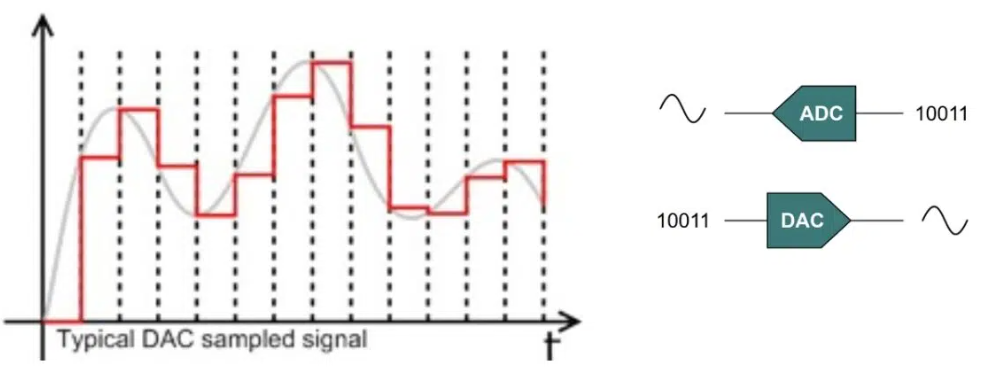 Typical DAC sampled signal
t
ADC
10011
10011
DAC